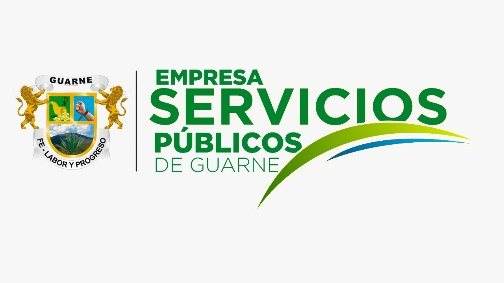 GUARNE
FE - LABOR Y PROGRESO
EMPRESA
SERVICIOS
PÚBLICOS
DE GUARNE